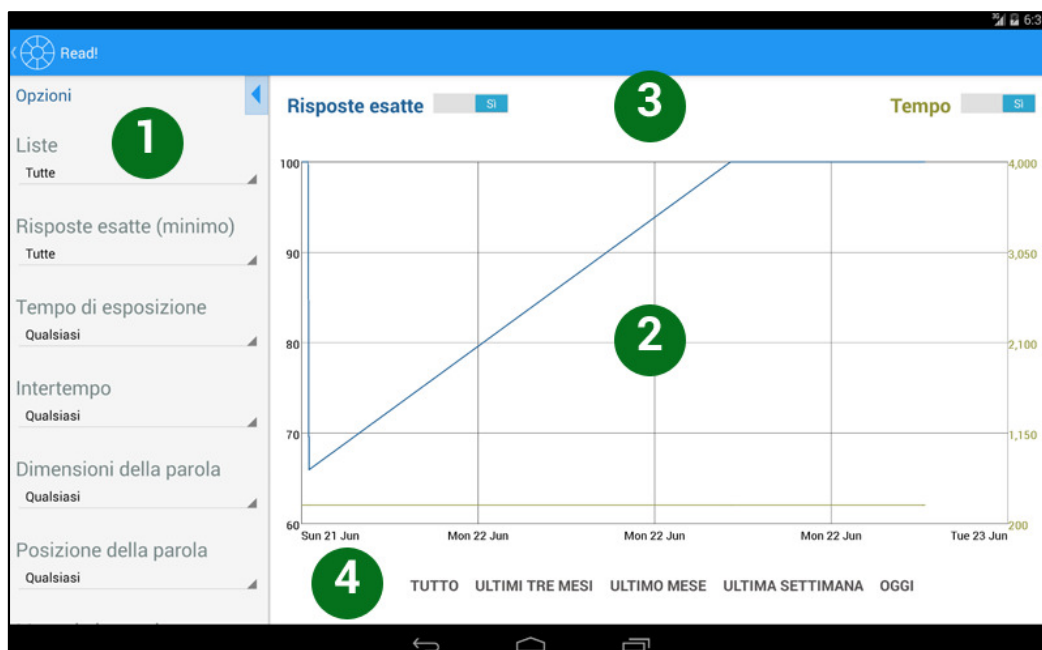 3G 6:3
Read!
Opzioni
1
Liste
Tutte
Risposte esatte (minimo)
Tutte
Tempo di esposizione
Qualsiasi
Intertempo
Qualsiasi
Dimensioni della parola
Qualsiasi
Posizione della parola
Qualsiasi
Risposte esatte Sì 3 Tempo Sì
100 4,000
90 3,050
80 2 2,100
70 1,150
60 200
Sun 21 Jun Mon 22 Jun Mon 22 Jun Mon 22 Jun Tue 23 Jun
4 TUTTO ULTIMI TRE MESI ULTIMO MESE ULTIMA SETTIMANA OGGI